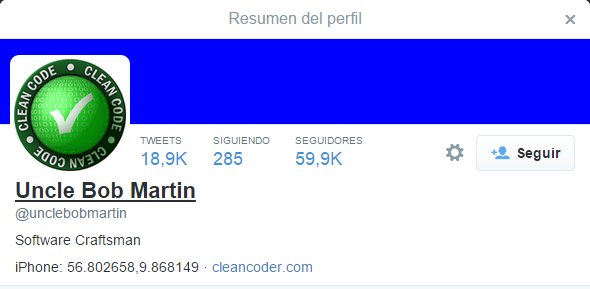 Resumen del perfil
×
CLEAN CODE • CLEAN CODE • CLEAN CODE •
TWEETS SIGUIENDO SEGUIDORES
18,9K 285 59,9K
Seguir
Uncle Bob Martin
@unclebobmartin
Software Craftsman
iPhone: 56.802658,9.868149 · cleancoder.com